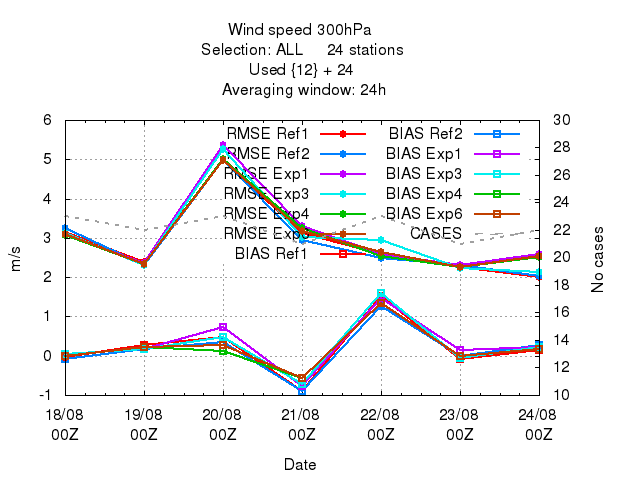 Wind speed 300hPa
Selection: ALL 24 stations
Used {12} + 24
Averaging window: 24h
6
5
4
3
2
1
0
-1
m/s
30
28
26
24
22
20
18
16
14
12
10
No cases
RMSE Ref1
RMSE Ref2
RMSE Exp1
RMSE Exp3
RMSE Exp4
RMSE Exp6
BIAS Ref1
BIAS Ref2
BIAS Exp1
BIAS Exp3
BIAS Exp4
BIAS Exp6
CASES
18/08 19/08 20/08 21/08 22/08 23/08 24/08
00Z 00Z 00Z 00Z 00Z 00Z 00Z
Date